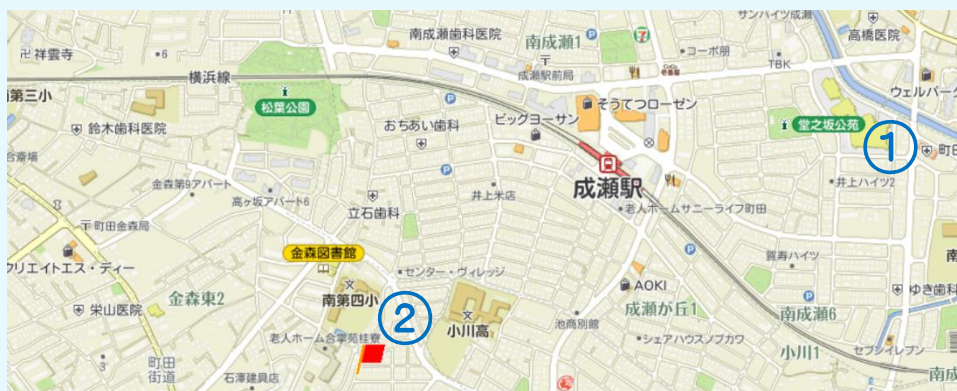 サンハイツ成瀬
南成瀬歯科医院
南成瀬1
高橋医院
卍祥雲寺
6
〒
成瀬駅前局
コーポ朋
TBK
横浜線
ウェルパーク
第三小
松葉公園
そうてつローゼン
ビッグヨーサン
鈴木歯科医院
おちあい歯科
堂之坂公苑
①
町田
合斎場
成瀬駅
金森第9アパート
高ヶ坂アパート6
井上米店
井上ハイツ2
8
立石歯科
老人ホームサニーライフ町田
〒町田金森局
金森図書館
賀寿ハイツ
クリエイトエス・ディー
センター・ヴィレッジ
AOKI
ゆき歯科
金森東2
南第四小
②
成瀬が丘1
南成瀬6
栄山医院
小川高
池商別館
老人ホーム合掌苑桂寮
シェアハウスノブカワ
小川1
セブンイレブン
3
町田
街道
石澤建具店
南成